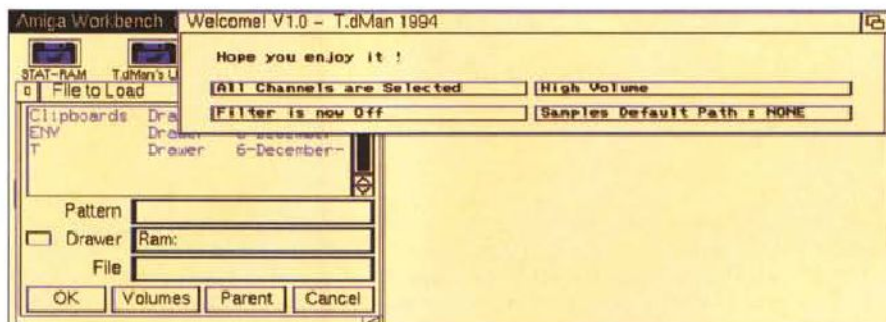 Amiga Workbench
Welcome! V1.0 - T.dMan 1994
Hope you enjoy it !
STAT-RAM T.dMan's
File to Load
All Channels are Selected
High Volume
Filter is now Off
Samples Default Path : NONE
Clipboards
ENV Drawer
T Drawer 6-December-
Pattern
Drawer Ram:
File
OK Volumes Parent Cancel